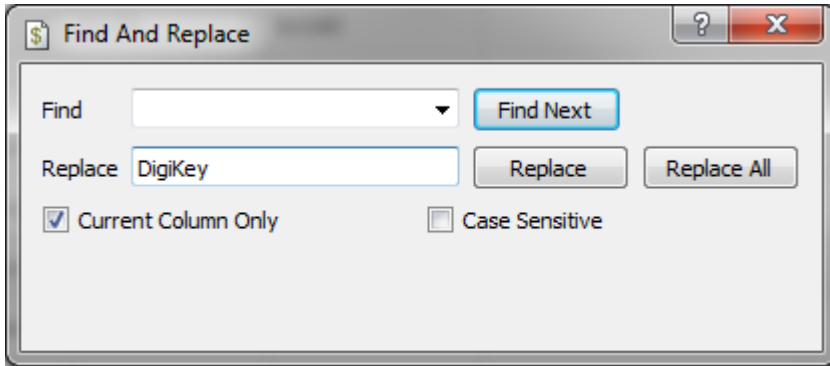 Find And Replace
Find Find Next
Replace DigiKey Replace Replace All
Current Column Only Case Sensitive